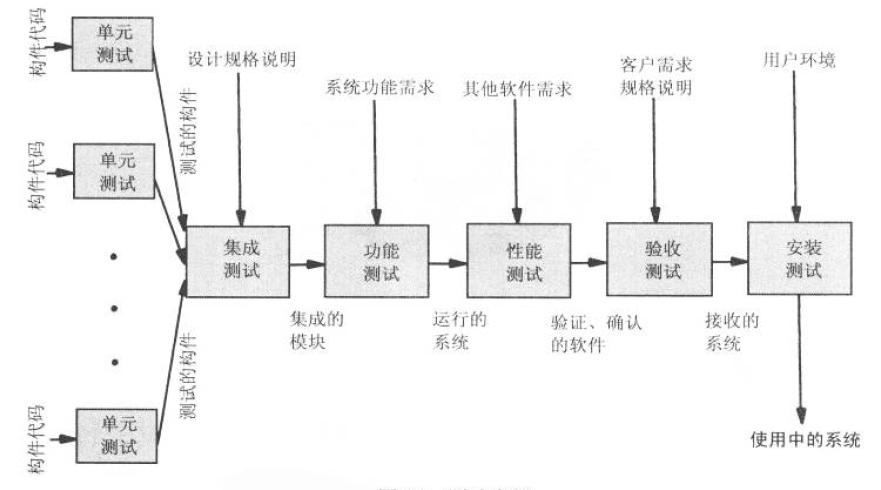 构件代码
单元
测试
设计规格说明
系统功能需求
其他软件需求
客户需求
规格说明
用户环境
测试的构件
构件代码
单元
测试
集成
测试
功能
测试
性能
测试
验收
测试
安装
测试
集成的
模块
运行的
系统
验证、确认
的软件
接收的
系统
测试的构件
构件代码
单元
测试
使用中的系统